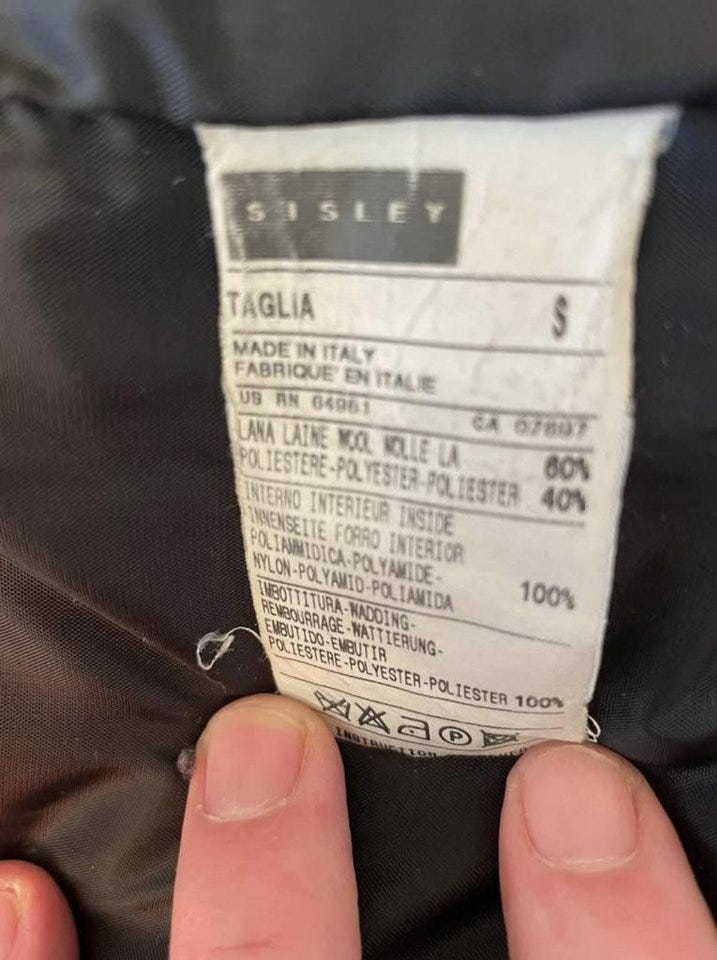 SISLEY
TAGLIA S
MADE IN ITALY
FABRIQUE' EN ITALIE
US RN 64961 CA 07897
LANA LAINE WOOL WOLLE LA 60%
POLIESTERE-POLYESTER-POLIESTER 40%
INTERNO INTERIEUR INSIDE
INNENSEITE FORRO INTERIOR
POLIAMMIDICA-POLYAMIDE-
NYLON-POLYAMID-POLIAMIDA 100%
IMBOTTITURA-WADDING-
REMBOURRAGE-WATTIERUNG-
EMBUTIDO-EMBUTIR
POLIESTERE-POLYESTER-POLIESTER 100%
P